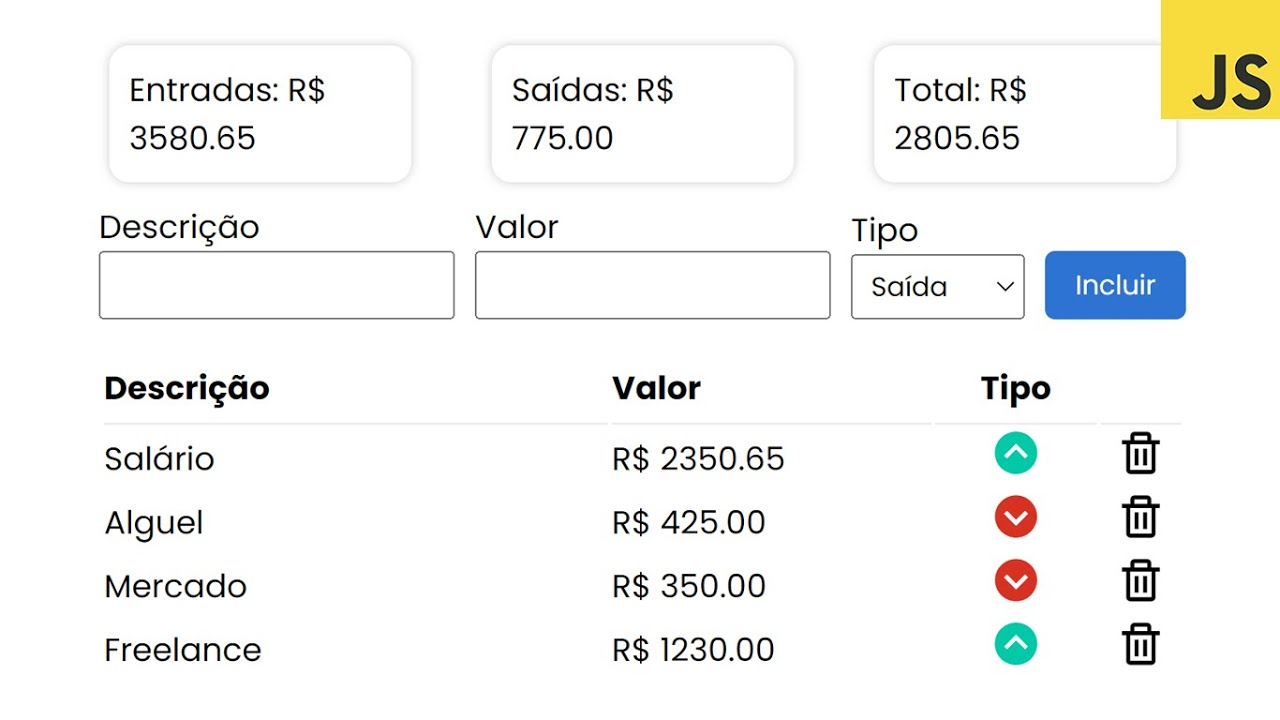 Entradas: R$
3580.65
Saídas: R$
775.00
Total: R$
2805.65
JS
Descrição
Valor
Tipo
Saída
Incluir
Descrição Valor Tipo
Salário R$ 2350.65
Alguel R$ 425.00
Mercado R$ 350.00
Freelance R$ 1230.00